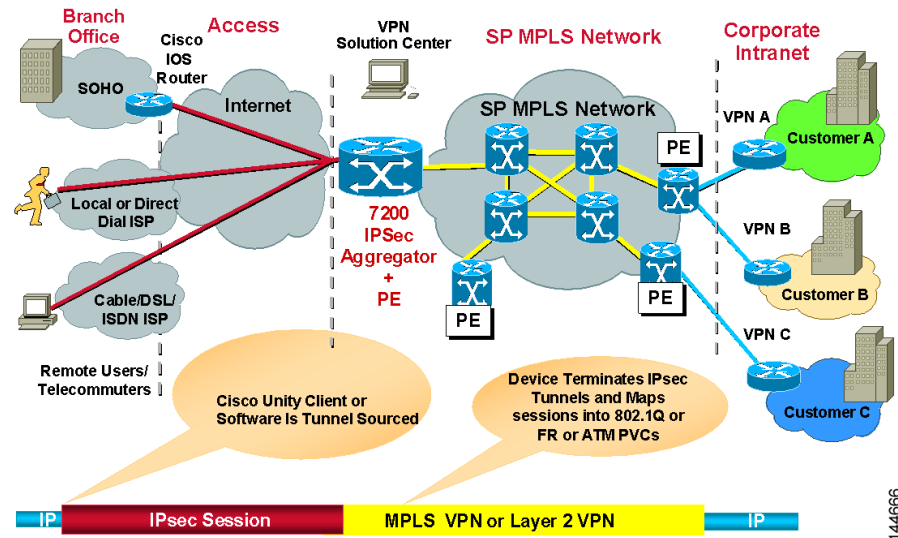 Branch
Office
Access
VPN
Solution Center
SP MPLS Network
Corporate
Intranet
Cisco
IOS
Router
SOHO
Internet
SP MPLS Network
VPN A
Customer A
PE
Local or Direct
Dial ISP
7200
IPSec
Aggregator
+
PE
VPN B
Customer B
Cable/DSL/
ISDN ISP
PE
PE
VPN C
Customer C
Remote Users/
Telecommuters
Cisco Unity Client or
Software Is Tunnel Sourced
Device Terminates IPsec
Tunnels and Maps
sessions into 802.1Q or
FR or ATM PVCs
IP
IPsec Session
MPLS VPN or Layer 2 VPN
IP
144666